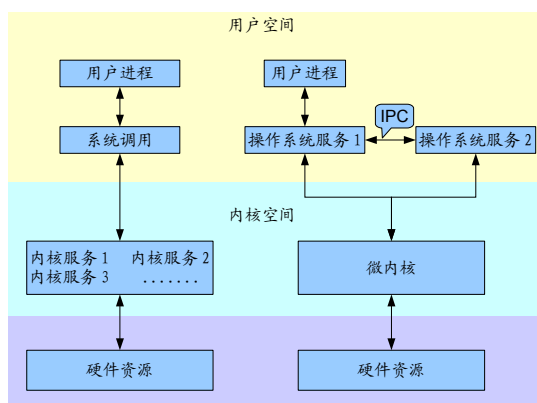 用户空间
用户进程
用户进程
IPC
系统调用
操作系统服务 1
操作系统服务 2
内核空间
内核服务 1 内核服务 2
内核服务 3 .......
微内核
硬件资源
硬件资源